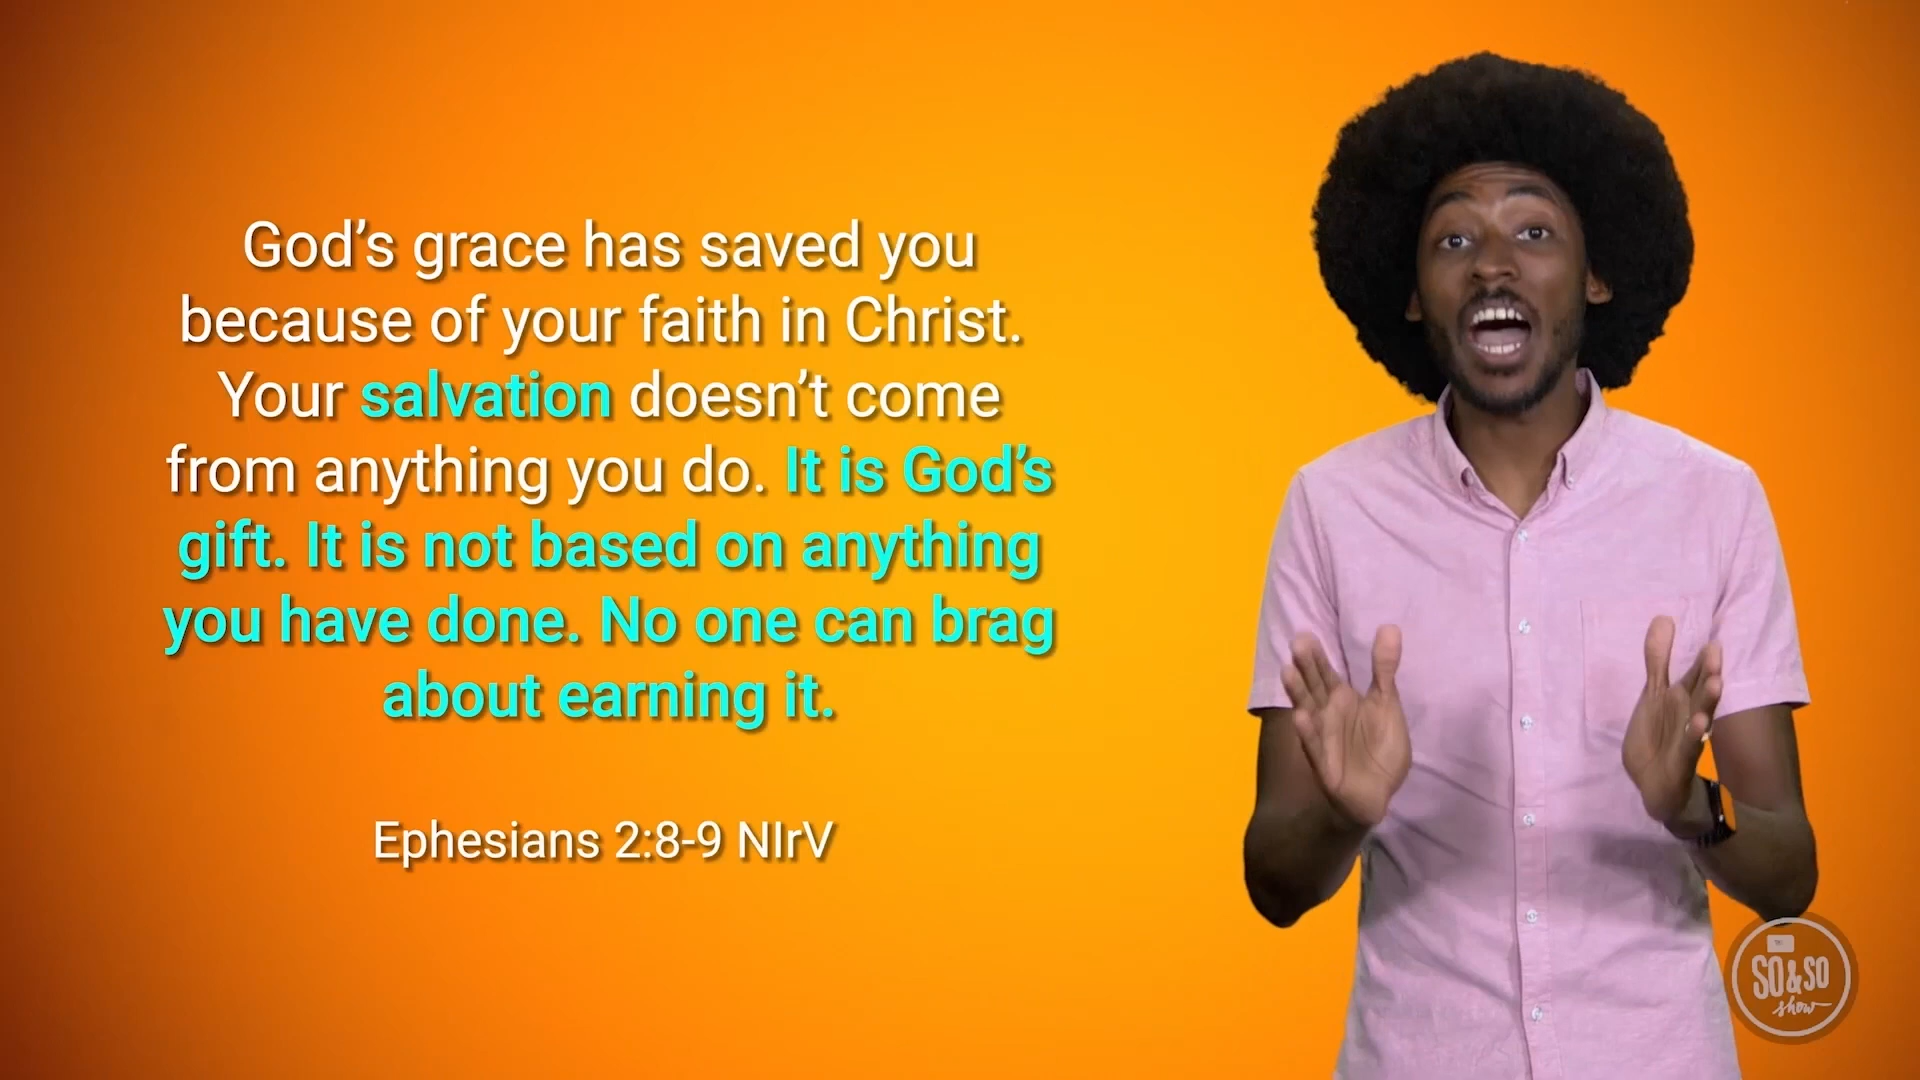 God’s grace has saved you
because of your faith in Christ.
Your salvation doesn’t come
from anything you do. It is God’s
gift. It is not based on anything
you have done. No one can brag
about earning it.
Ephesians 2:8-9 NIrV
SO&SO
show